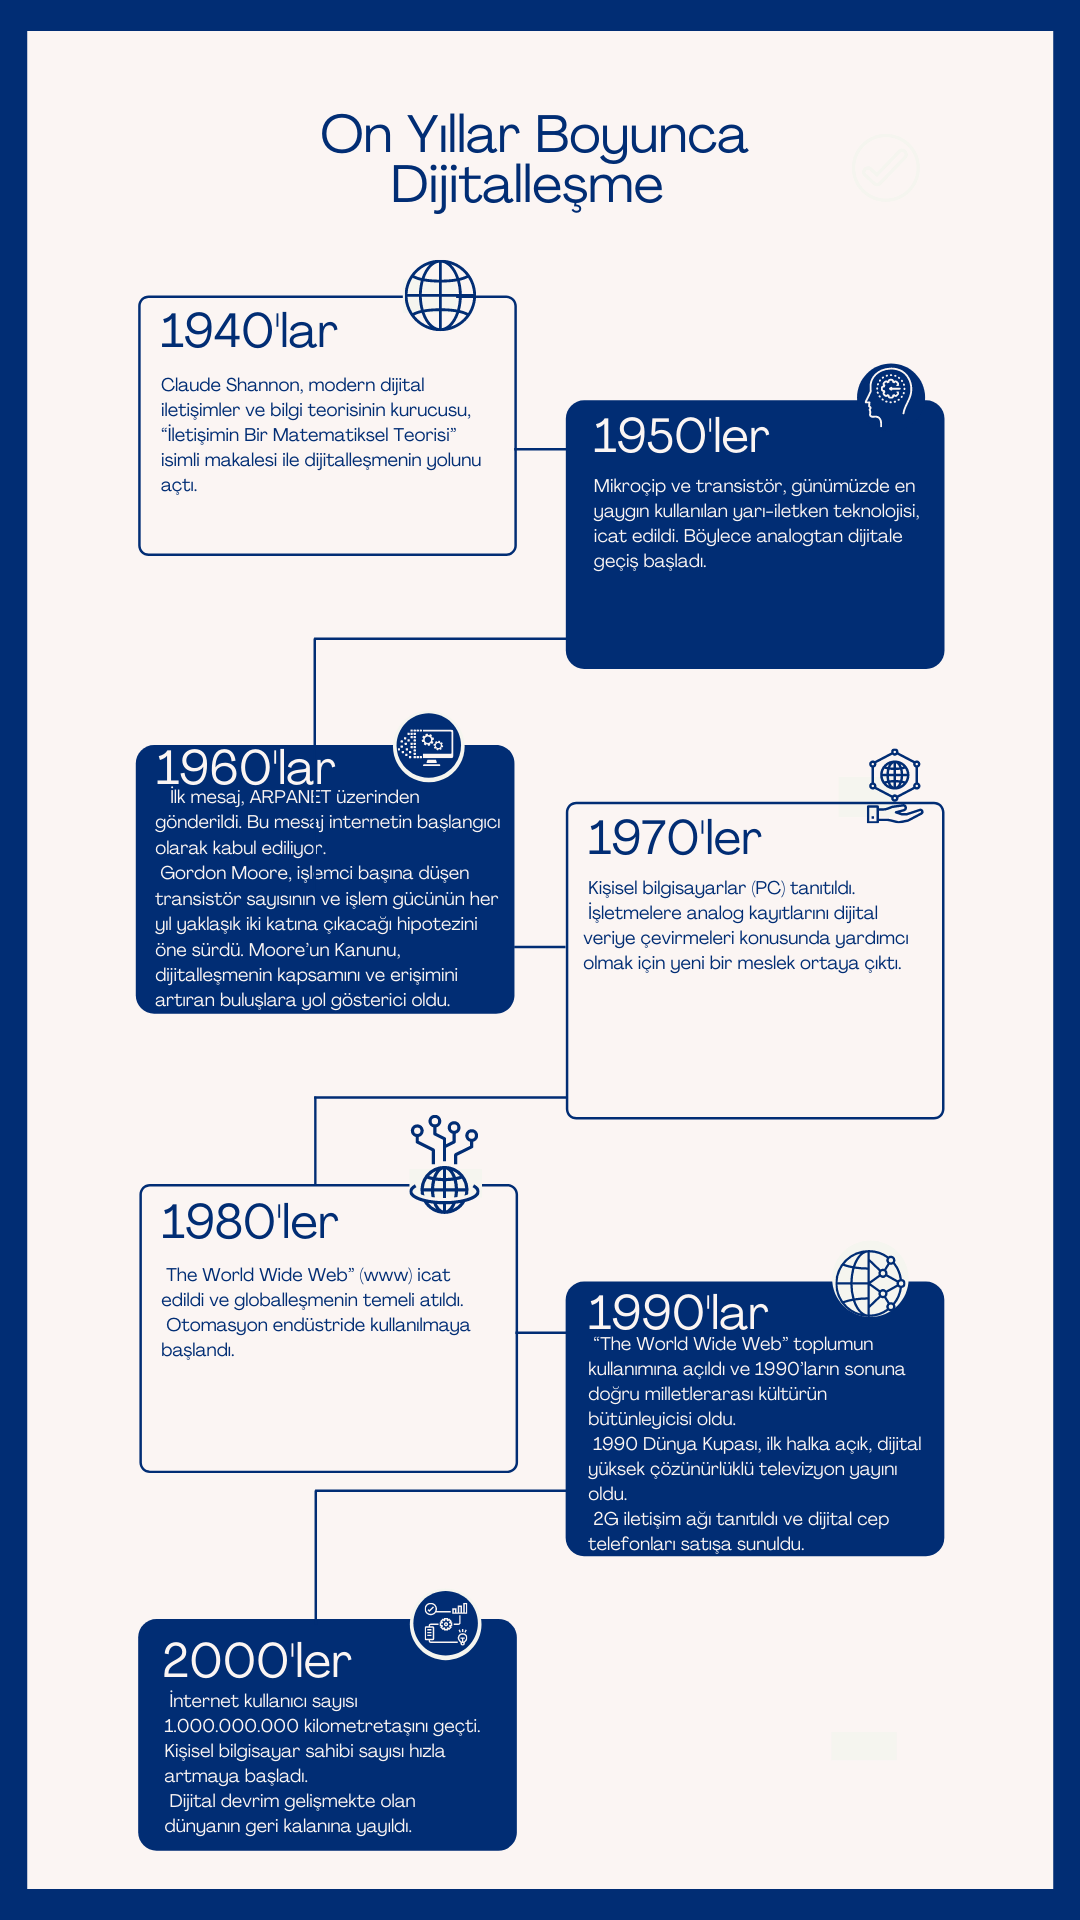 On Yıllar Boyunca
Dijitalleşme
1940'lar
Claude Shannon, modern dijital
iletişimler ve bilgi teorisinin kurucusu,
“İletişimin Bir Matematiksel Teorisi”
isimli makalesi ile dijitalleşmenin yolunu
açtı.
1950'ler
Mikroçip ve transistör, günümüzde en
yaygın kullanılan yarı-iletken teknolojisi,
icat edildi. Böylece analogtan dijitale
geçiş başladı.
1960'lar
İlk mesaj, ARPANET üzerinden
gönderildi. Bu mesaj internetin başlangıcı
olarak kabul ediliyor.
Gordon Moore, işlemci başına düşen
transistör sayısının ve işlem gücünün her
yıl yaklaşık iki katına çıkacağı hipotezini
öne sürdü. Moore’un Kanunu,
dijitalleşmenin kapsamını ve erişimini
artıran buluşlara yol gösterici oldu.
1970'ler
Kişisel bilgisayarlar (PC) tanıtıldı.
İşletmelere analog kayıtlarını dijital
veriye çevirmeleri konusunda yardımcı
olmak için yeni bir meslek ortaya çıktı.
1980'ler
The World Wide Web” (www) icat
edildi ve globalleşmenin temeli atıldı.
Otomasyon endüstride kullanılmaya
başlandı.
1990'lar
“The World Wide Web” toplumun
kullanımına açıldı ve 1990’ların sonuna
doğru milletlerarası kültürün
bütünleyicisi oldu.
1990 Dünya Kupası, ilk halka açık, dijital
yüksek çözünürlüklü televizyon yayını
oldu.
2G iletişim ağı tanıtıldı ve dijital cep
telefonları satışa sunuldu.
2000'ler
İnternet kullanıcı sayısı
1.000.000.000 kilometretaşını geçti.
Kişisel bilgisayar sahibi sayısı hızla
artmaya başladı.
Dijital devrim gelişmekte olan
dünyanın geri kalanına yayıldı.